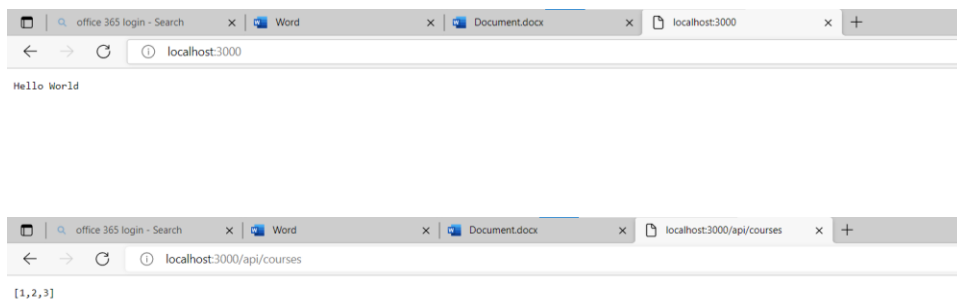 office 365 login - Search Word Document.docx localhost:3000
localhost:3000
Hello World
office 365 login - Search Word Document.docx localhost:3000/api/courses
localhost:3000/api/courses
[1,2,3]